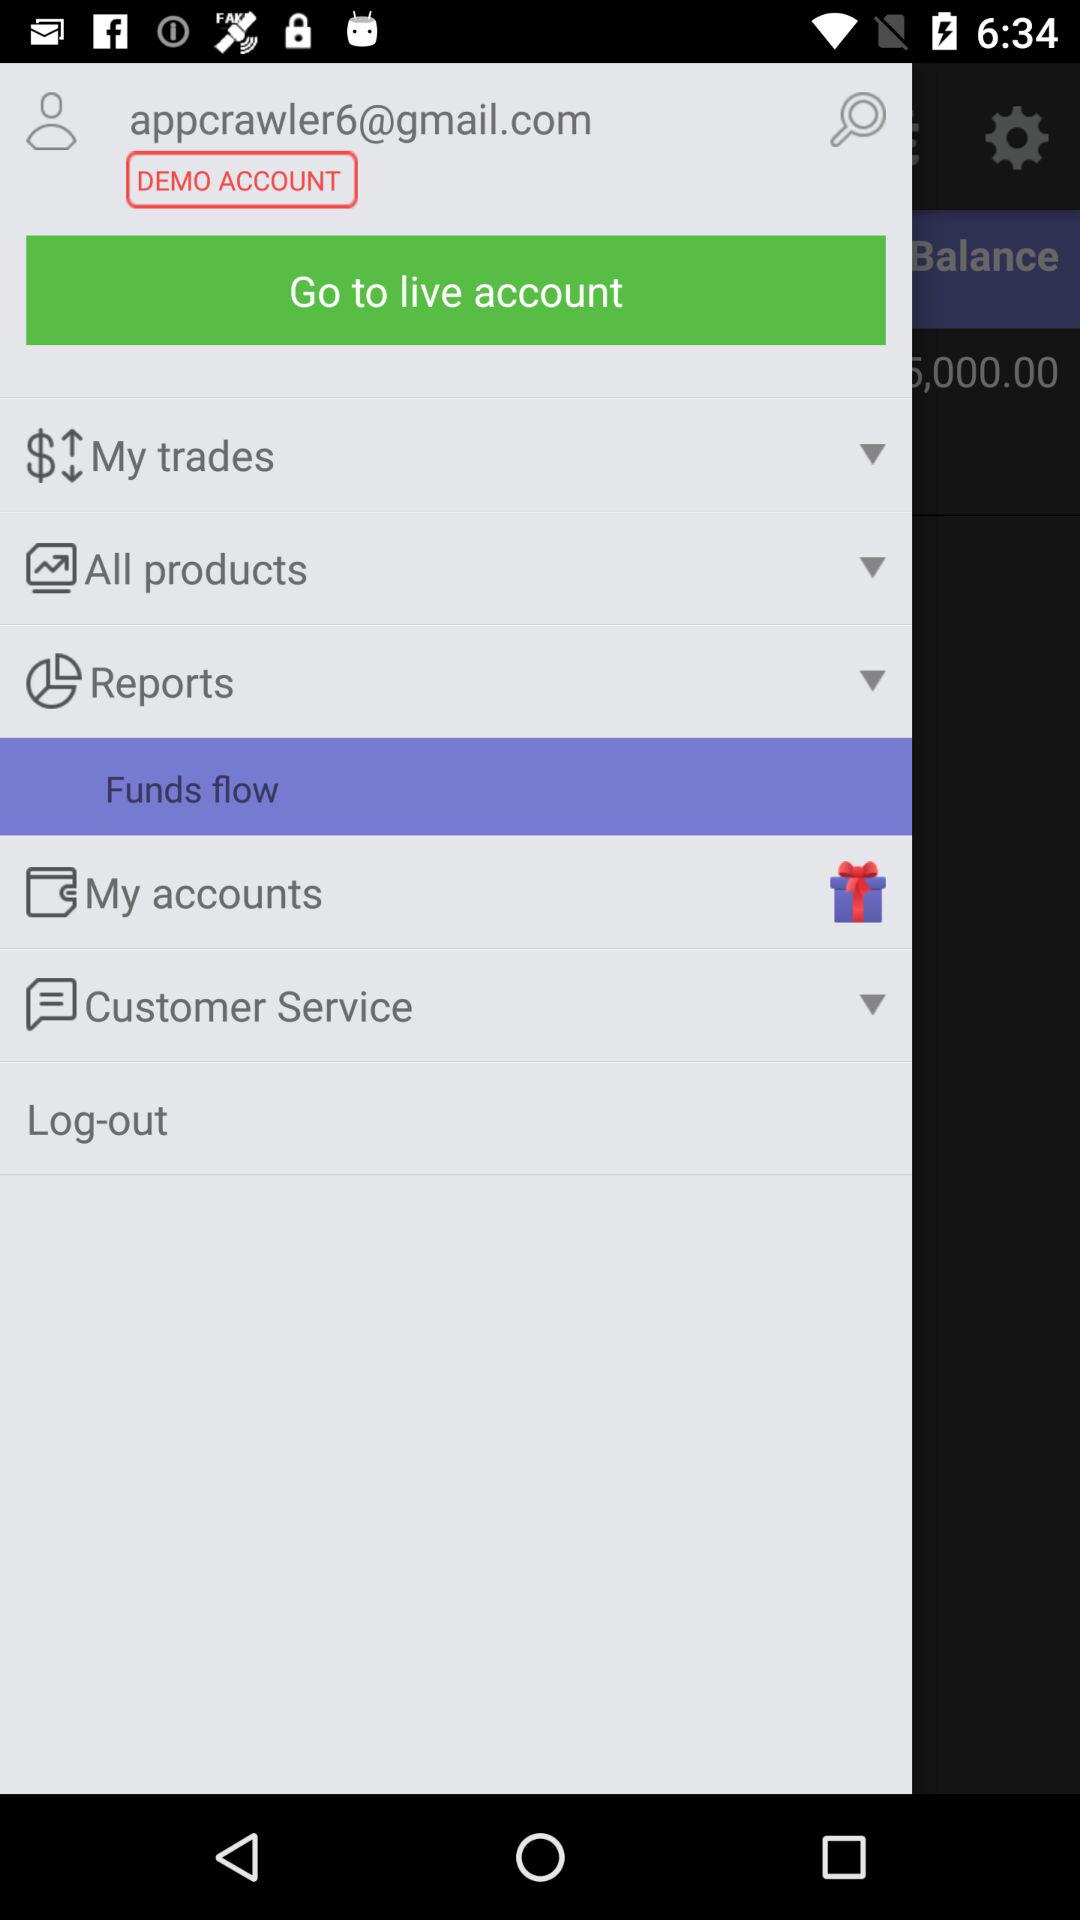 FAKE
6:34
appcrawler6@gmail.com
DEMO ACCOUNT
Go to live account
Balance
5,000.00
My trades
All products
Reports
Funds flow
My accounts
Customer Service
Log-out